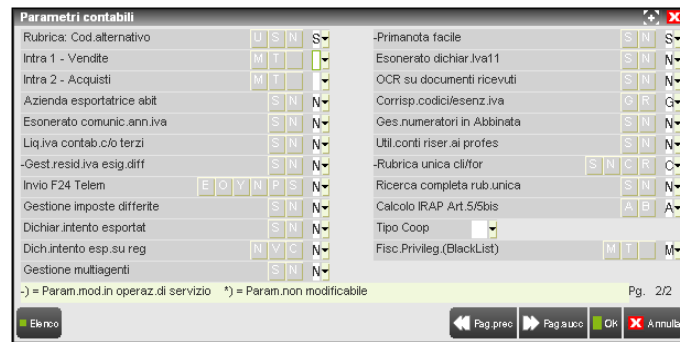 Parametri contabili
Rubrica: Cod.alternativo U S N S
Intra 1 - Vendite M T
Intra 2 - Acquisti M T
Azienda esportatrice abit S N N
Esonerato comunic.ann.iva S N N
Liq.iva contab.c/o terzi S N N
-Gest.resid.iva esig.diff S N N
Invio F24 Telem E O Y N P S N
Gestione imposte differite S N N
Dichiar.intento esportat S N N
Dich.intento esp.su reg N V C N
Gestione multiagenti S N N
-Primanota facile S N S
Esonerato dichiar.Iva11 S N N
OCR su documenti ricevuti S N N
Corrisp.codici/esenz.iva G R G
Ges.numeratori in Abbinata S N N
Util.conti riser.ai profes S N N
-Rubrica unica cli/for S N C R C
Ricerca completa rub.unica S N N
Calcolo IRAP Art.5/5bis A B A
Tipo Coop
Fisc.Privileg.(BlackList) M T M
-) = Param.mod.in operaz.di servizio *) = Param.non modificabile Pg. 2/2
Elenco Pag.prec Pag.succ OK Annulla